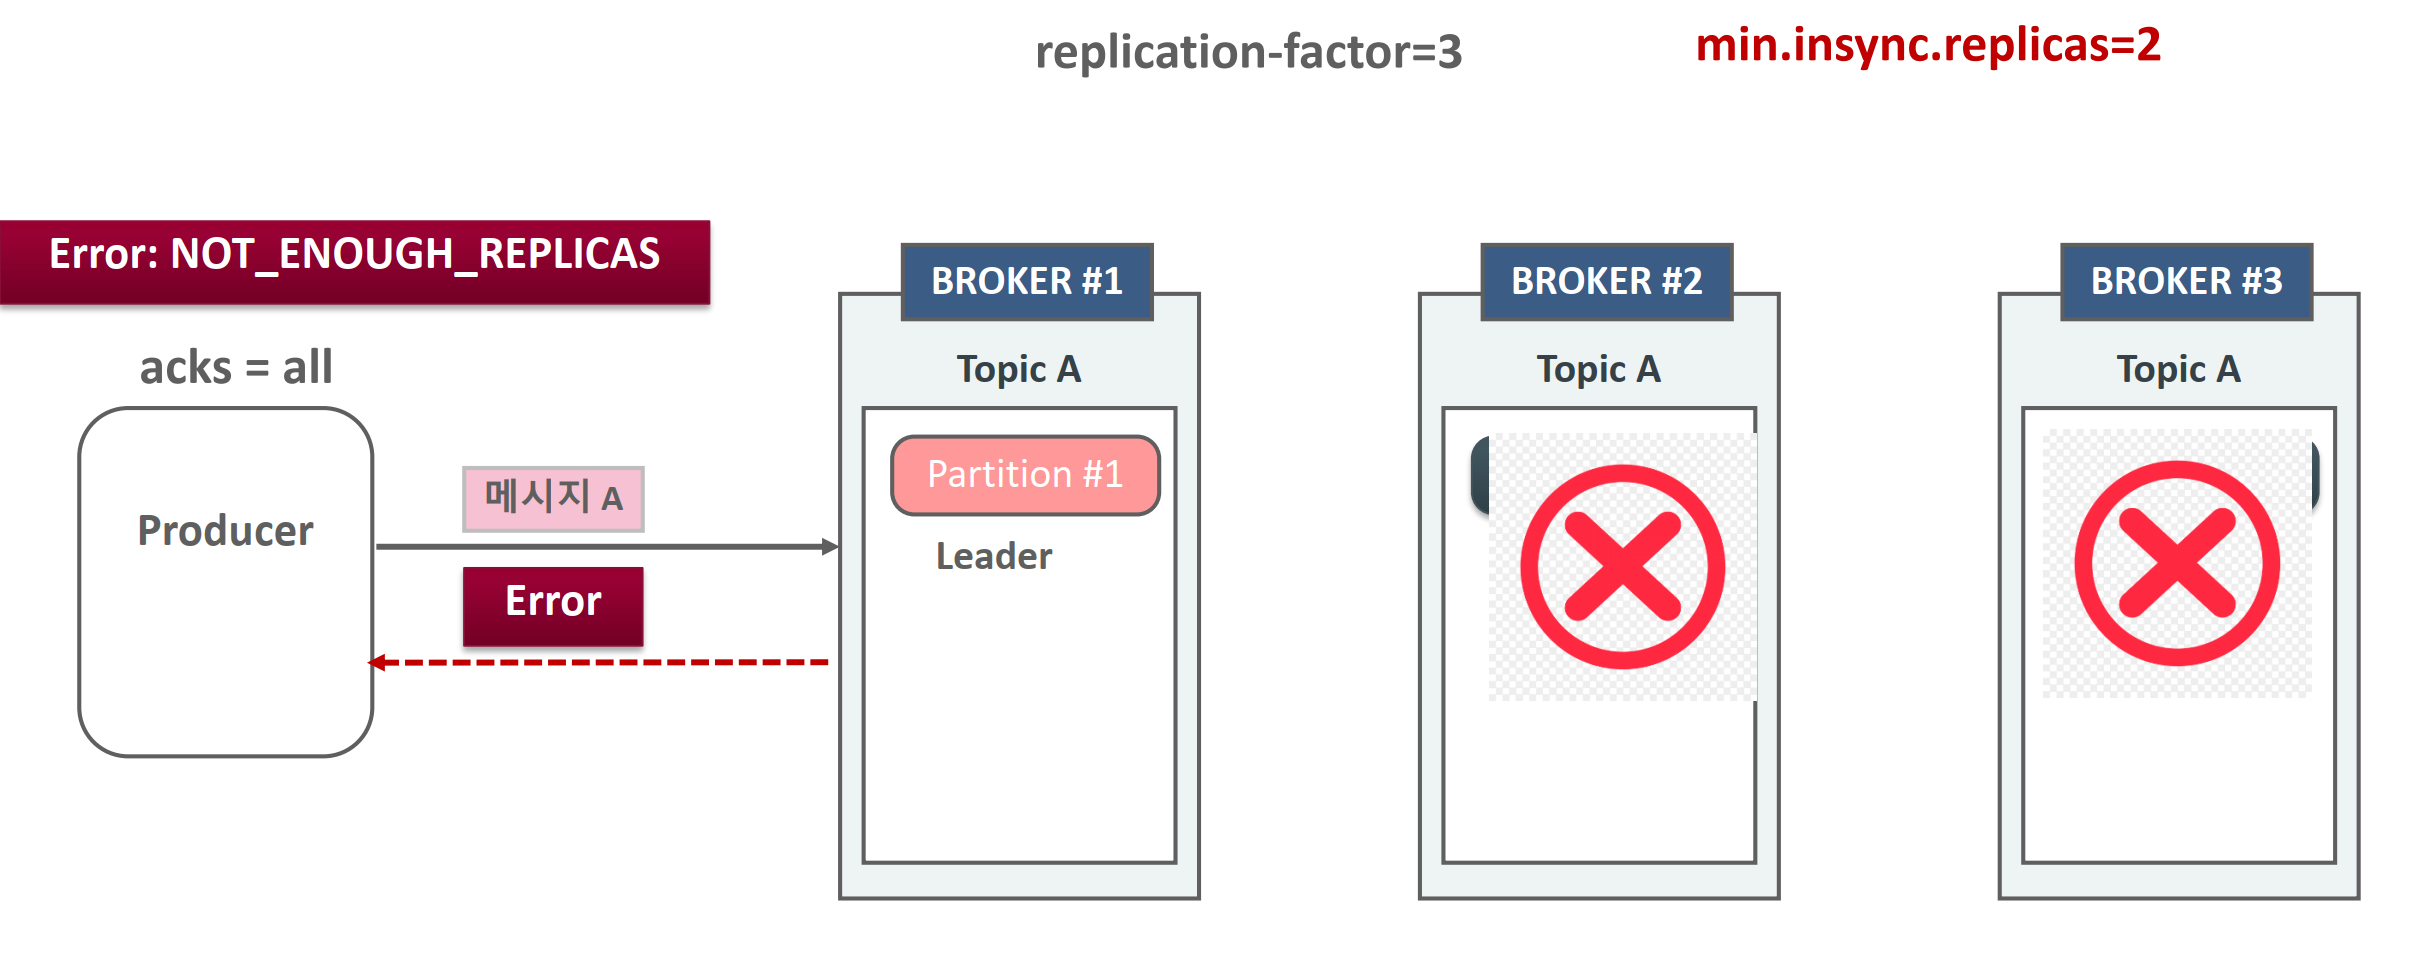 replication-factor=3
min.insync.replicas=2
Error: NOT_ENOUGH_REPLICAS
acks = all
Producer
메시지 A
Error
BROKER #1
Topic A
Partition #1
Leader
BROKER #2
Topic A
BROKER #3
Topic A